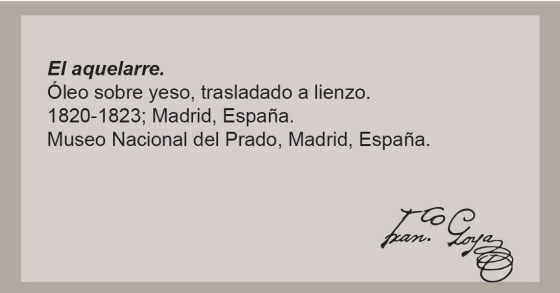 El aquelarre.
Óleo sobre yeso, trasladado a lienzo.
1820-1823; Madrid, España.
Museo Nacional del Prado, Madrid, España.
Fran.co Goya